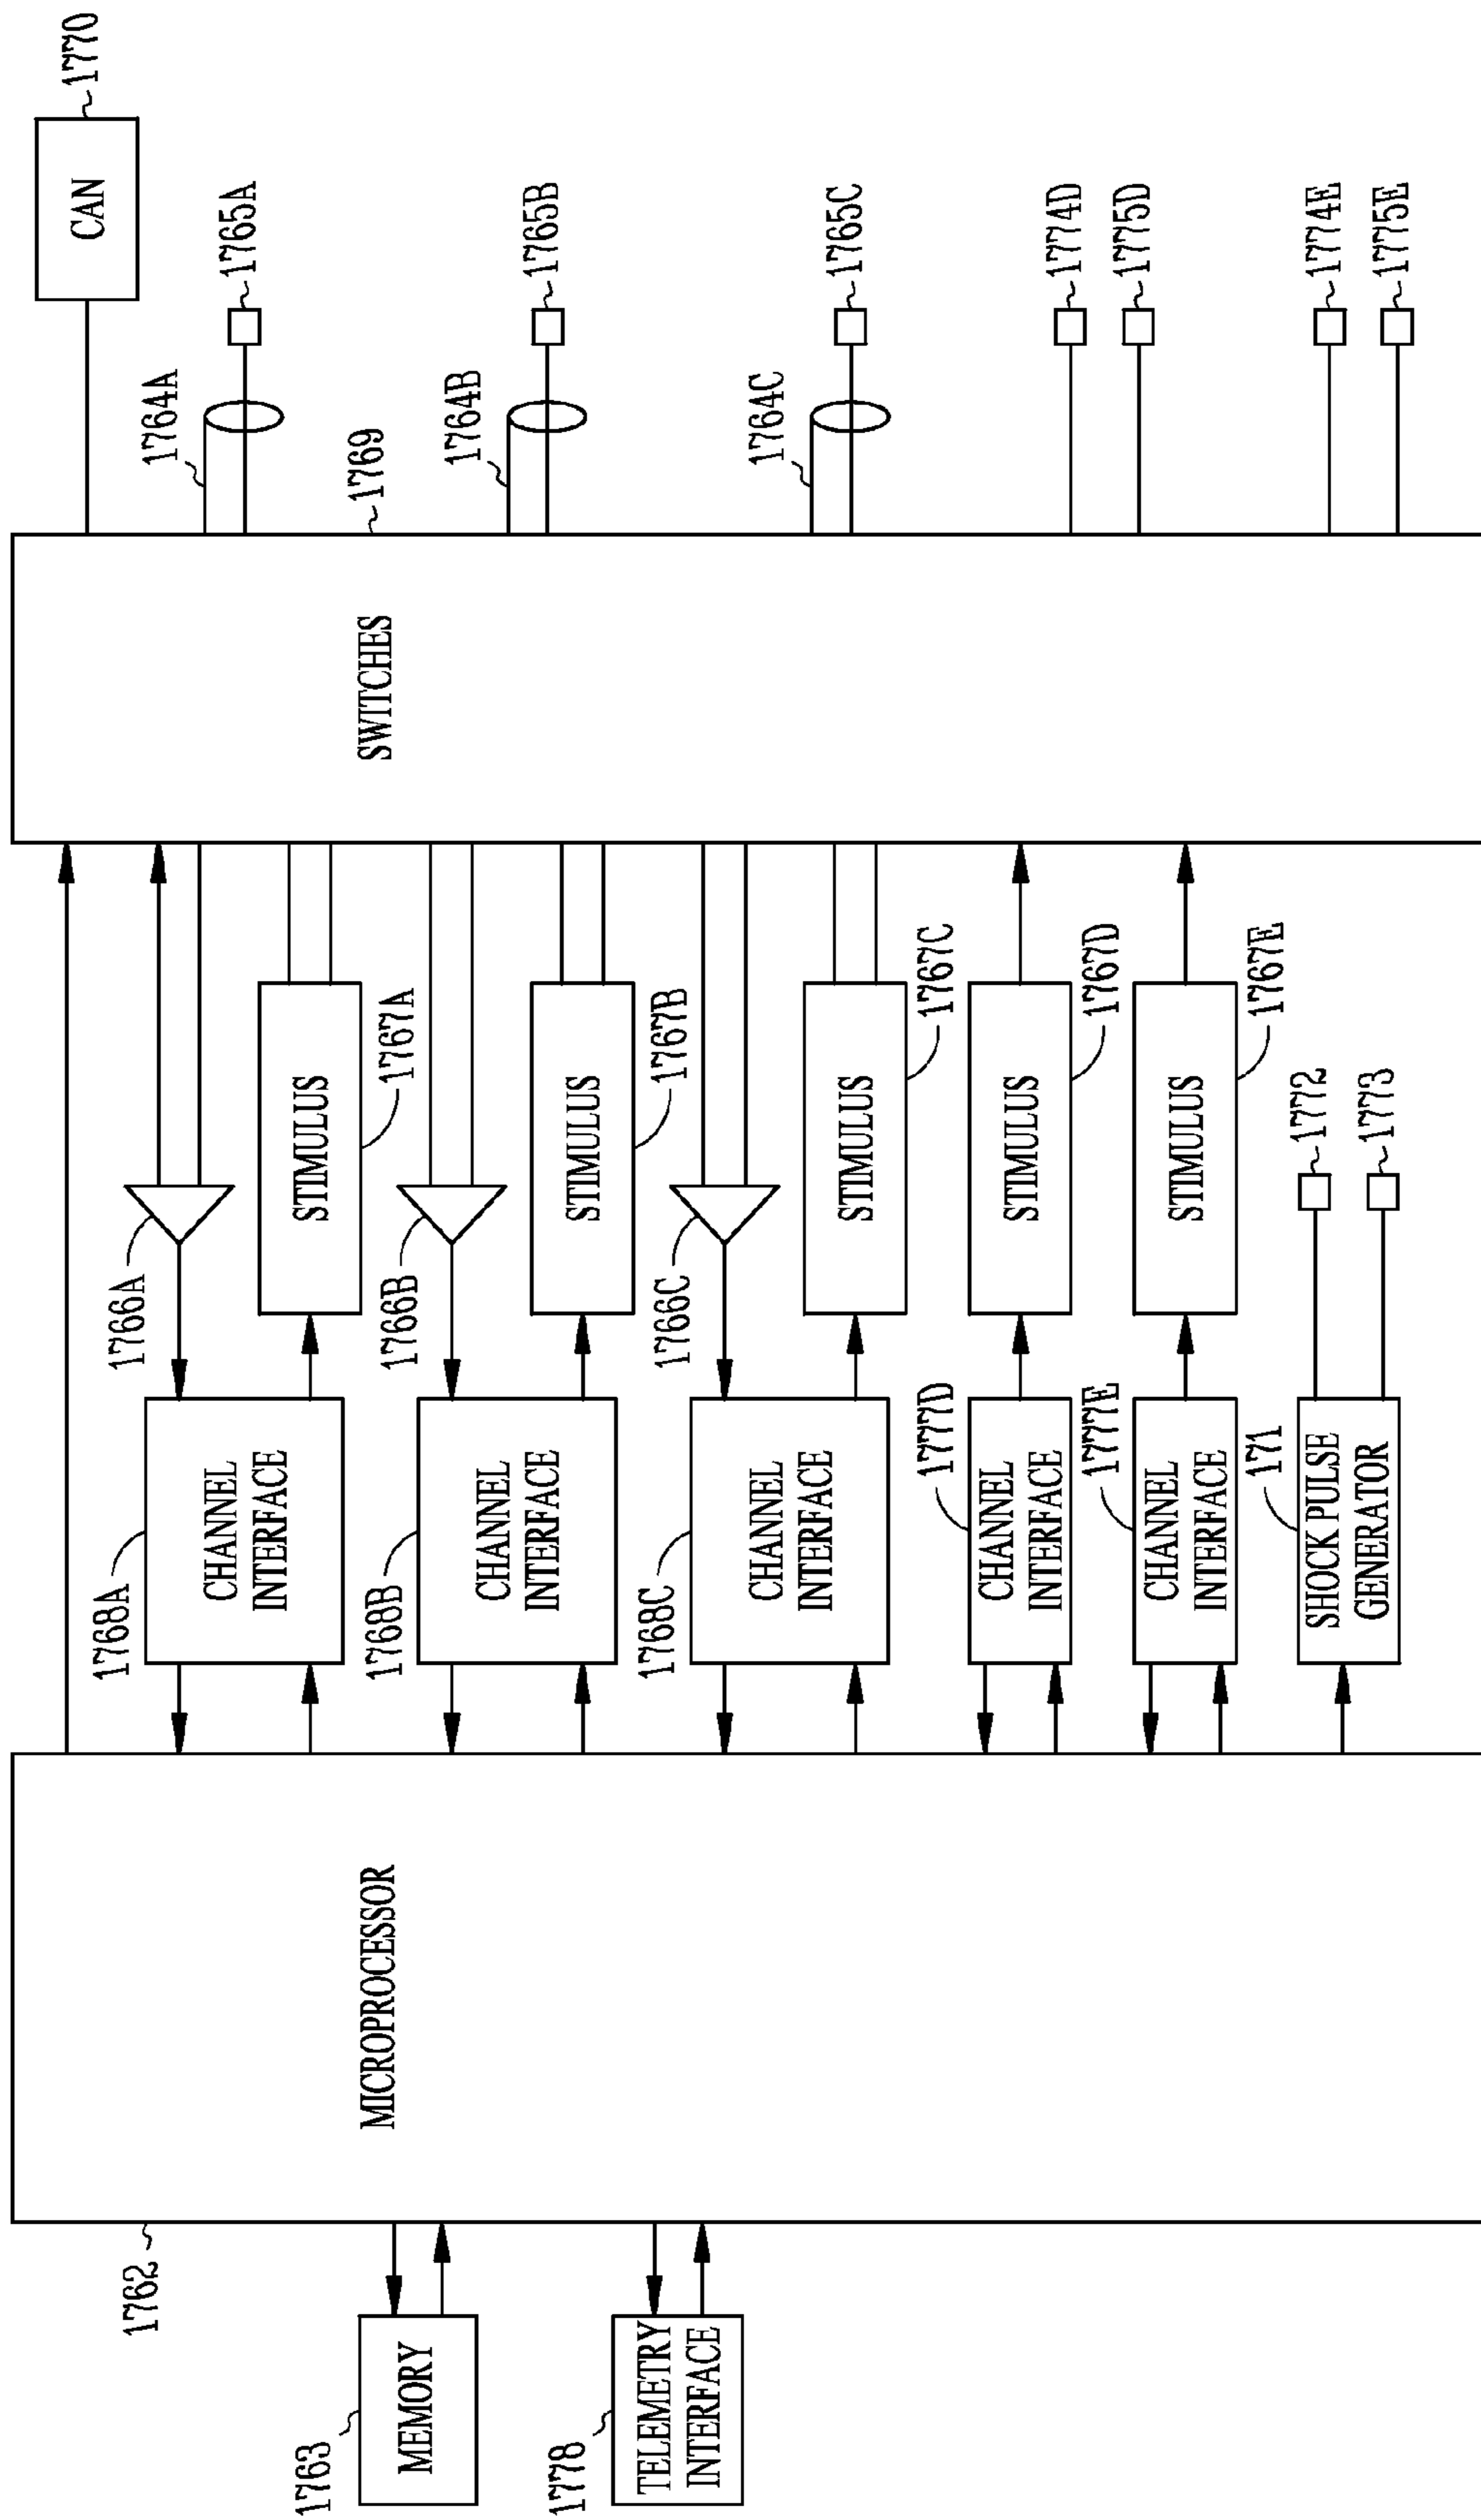 1770
CAN
1764A
1765A
1769
1764B
1765B
1764C
1765C
1774D
1775D
1774E
1775E
SWITCHES
1766A
STIMULUS
1767A
1766B
STIMULUS
1767B
1766C
STIMULUS
1767C
STIMULUS
1767D
STIMULUS
1767E
1772
1773
1768A
CHANNEL
INTERFACE
1768B
CHANNEL
INTERFACE
1768C
CHANNEL
INTERFACE
1777D
CHANNEL
INTERFACE
1777E
CHANNEL
INTERFACE
171
SHOCK PULSE
GENERATOR
MICROPROCESSOR
1762
1763
MEMORY
1778
TELEMETRY
INTERFACE